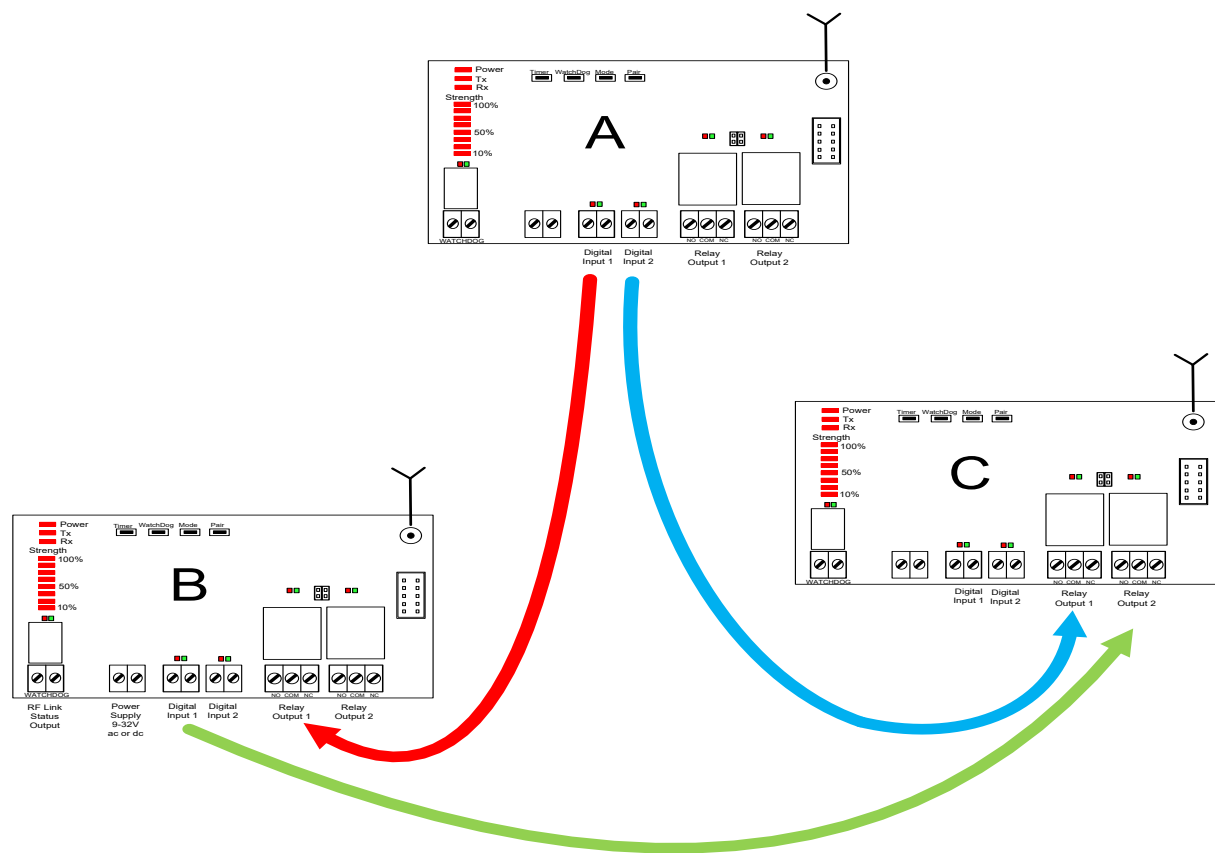 Power
Tx
Rx
Strength
100%
50%
10%
Timer WatchDog Mode Pair
A
WATCHDOG
NO COM NC
NO COM NC
Digital
Input 1
Digital
Input 2
Relay
Output 1
Relay
Output 2
Power
Tx
Rx
Strength
100%
50%
10%
Timer WatchDog Mode Pair
C
WATCHDOG
NO COM NC
NO COM NC
Digital
Input 1
Digital
Input 2
Relay
Output 1
Relay
Output 2
Power
Tx
Rx
Strength
100%
50%
10%
Timer WatchDog Mode Pair
B
WATCHDOG
NO COM NC
NO COM NC
RF Link
Status
Output
Power
Supply
9-32V
ac or dc
Digital
Input 1
Digital
Input 2
Relay
Output 1
Relay
Output 2